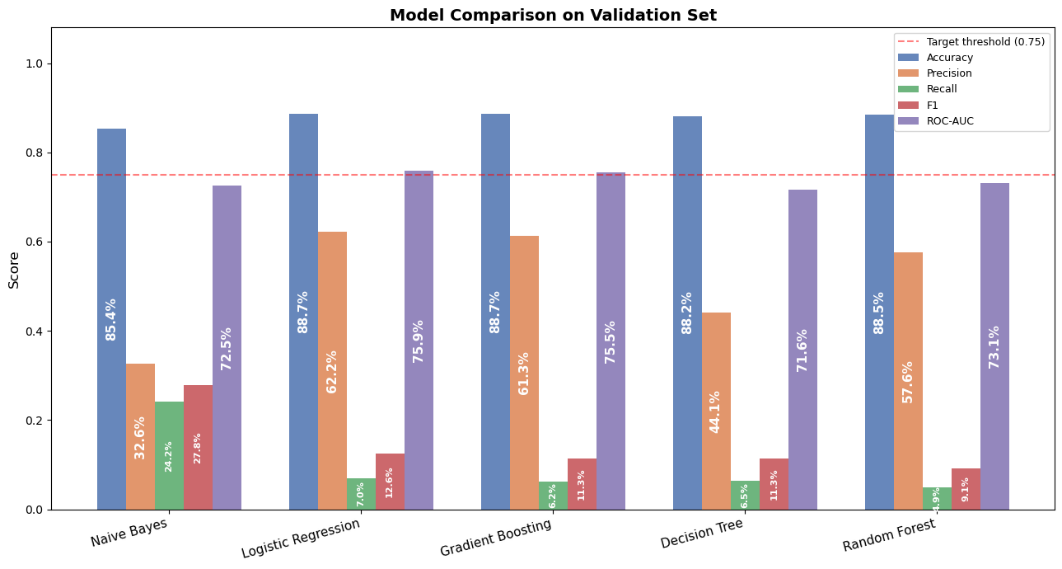 Model Comparison on Validation Set
Target threshold (0.75)
Accuracy
Precision
Recall
F1
ROC-AUC
Score
1.0
0.8
0.6
0.4
0.2
0.0
85.4%
32.6%
24.2%
27.8%
72.5%
88.7%
62.2%
7.0%
12.6%
75.9%
88.7%
61.3%
6.2%
11.3%
75.5%
88.2%
44.1%
6.5%
11.3%
71.6%
88.5%
57.6%
4.9%
9.1%
73.1%
Naive Bayes
Logistic Regression
Gradient Boosting
Decision Tree
Random Forest